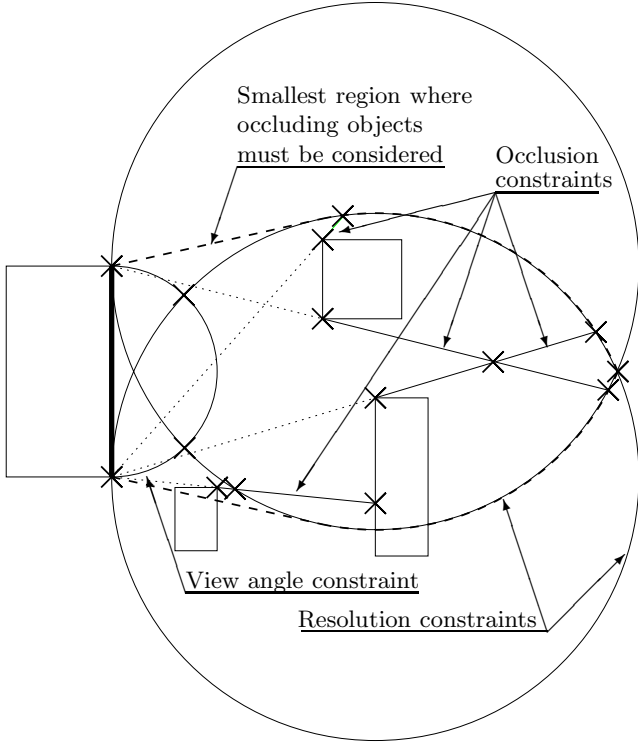 Smallest region where
occluding objects
must be considered
Occlusion
constraints
View angle constraint
Resolution constraints